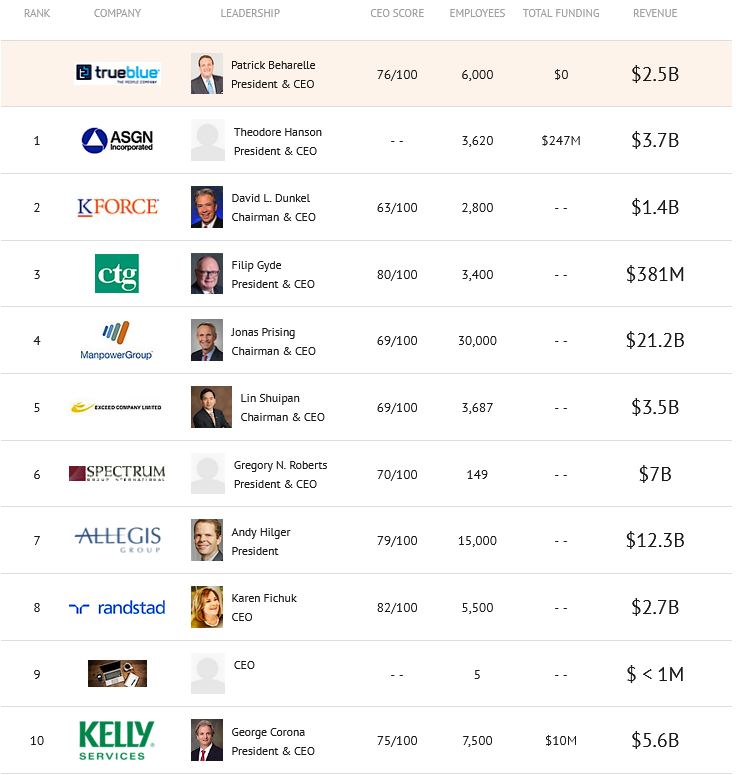 RANK COMPANY LEADERSHIP CEO SCORE EMPLOYEES TOTAL FUNDING REVENUE
trueblue
THE PEOPLE COMPANY
Patrick Beharelle
President & CEO
76/100 6,000 $0 $2.5B
1
ASGN
Incorporated
Theodore Hanson
President & CEO
- - 3,620 $247M $3.7B
2
KFORCE
David L. Dunkel
Chairman & CEO
63/100 2,800 - - $1.4B
3
ctg
Filip Gyde
President & CEO
80/100 3,400 - - $381M
4
ManpowerGroup
Jonas Prising
Chairman & CEO
69/100 30,000 - - $21.2B
5
EXCEED COMPANY LIMITED
Lin Shuipan
Chairman & CEO
69/100 3,687 - - $3.5B
6
SPECTRUM
GROUP INTERNATIONAL
Gregory N. Roberts
President & CEO
70/100 149 - - $7B
7
ALLEGIS
GROUP
Andy Hilger
President
79/100 15,000 - - $12.3B
8
randstad
Karen Fichuk
CEO
82/100 5,500 - - $2.7B
9
CEO
- - 5 - - $ < 1M
10
KELLY
SERVICES
George Corona
President & CEO
75/100 7,500 $10M $5.6B